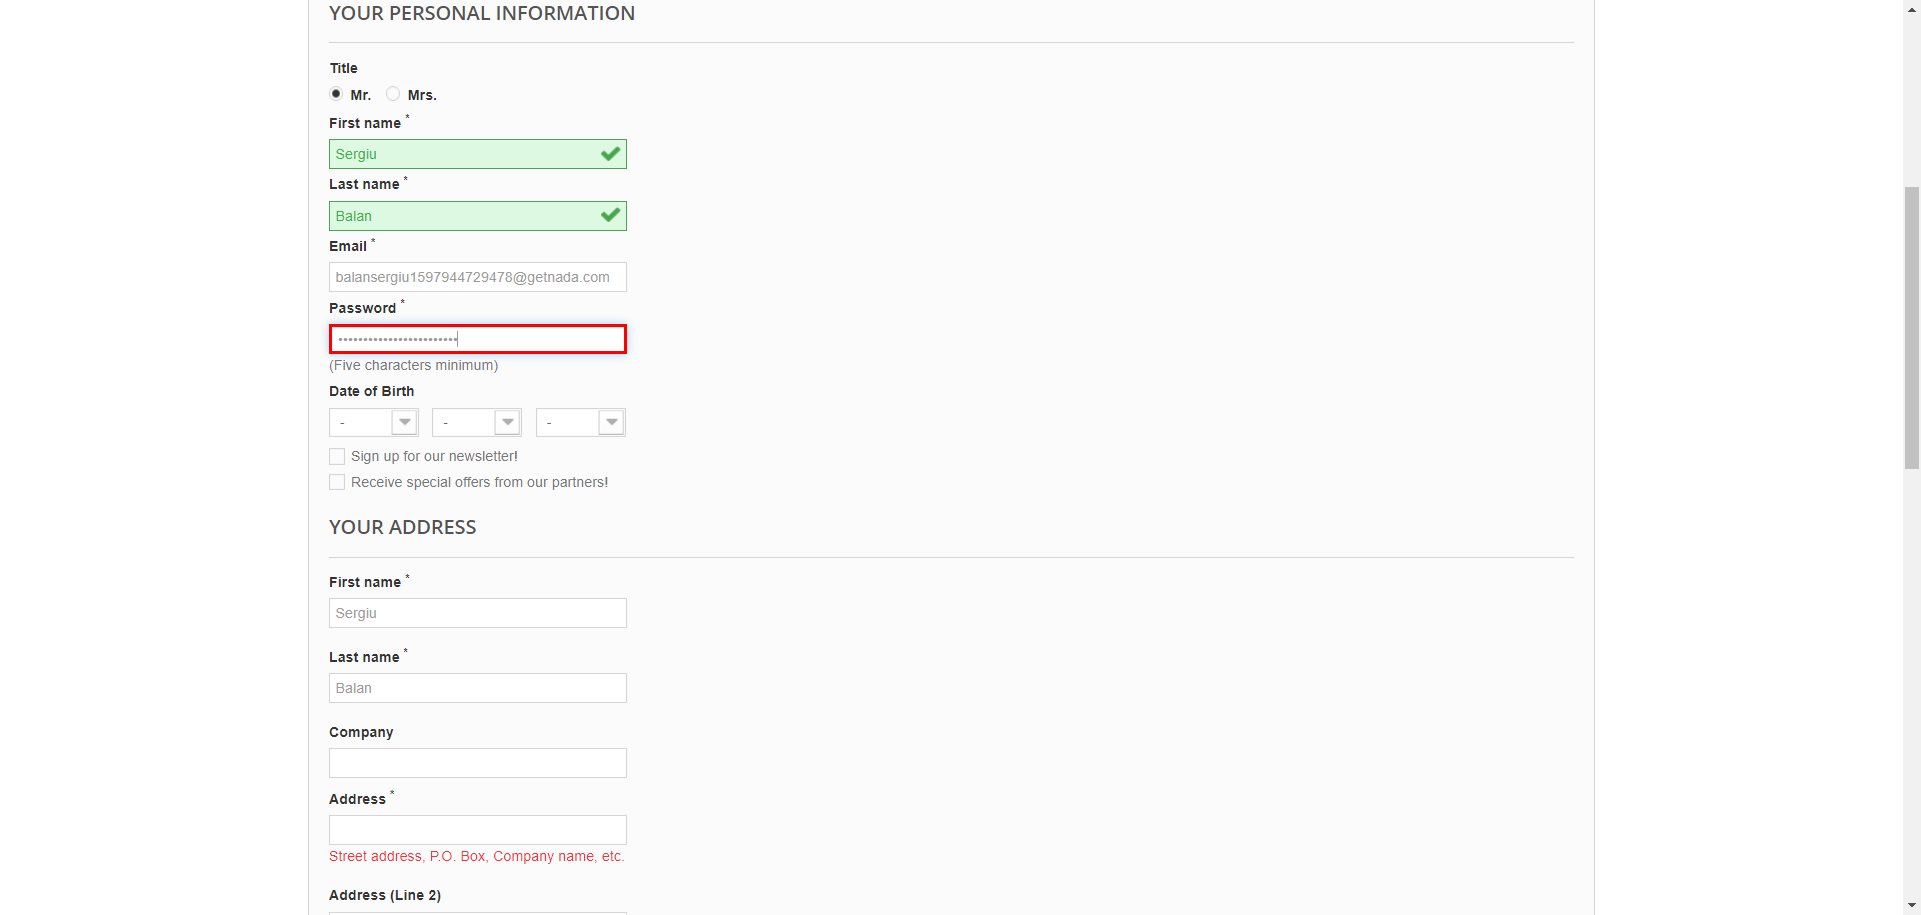 YOUR PERSONAL INFORMATION
Title
Mr. Mrs.
First name *
Sergiu
Last name *
Balan
Email *
balansergiu1597944729478@getnada.com
Password *
••••••••••••••••••••••••
(Five characters minimum)
Date of Birth
- - -
Sign up for our newsletter!
Receive special offers from our partners!
YOUR ADDRESS
First name *
Sergiu
Last name *
Balan
Company
Address *
Street address, P.O. Box, Company name, etc.
Address (Line 2)